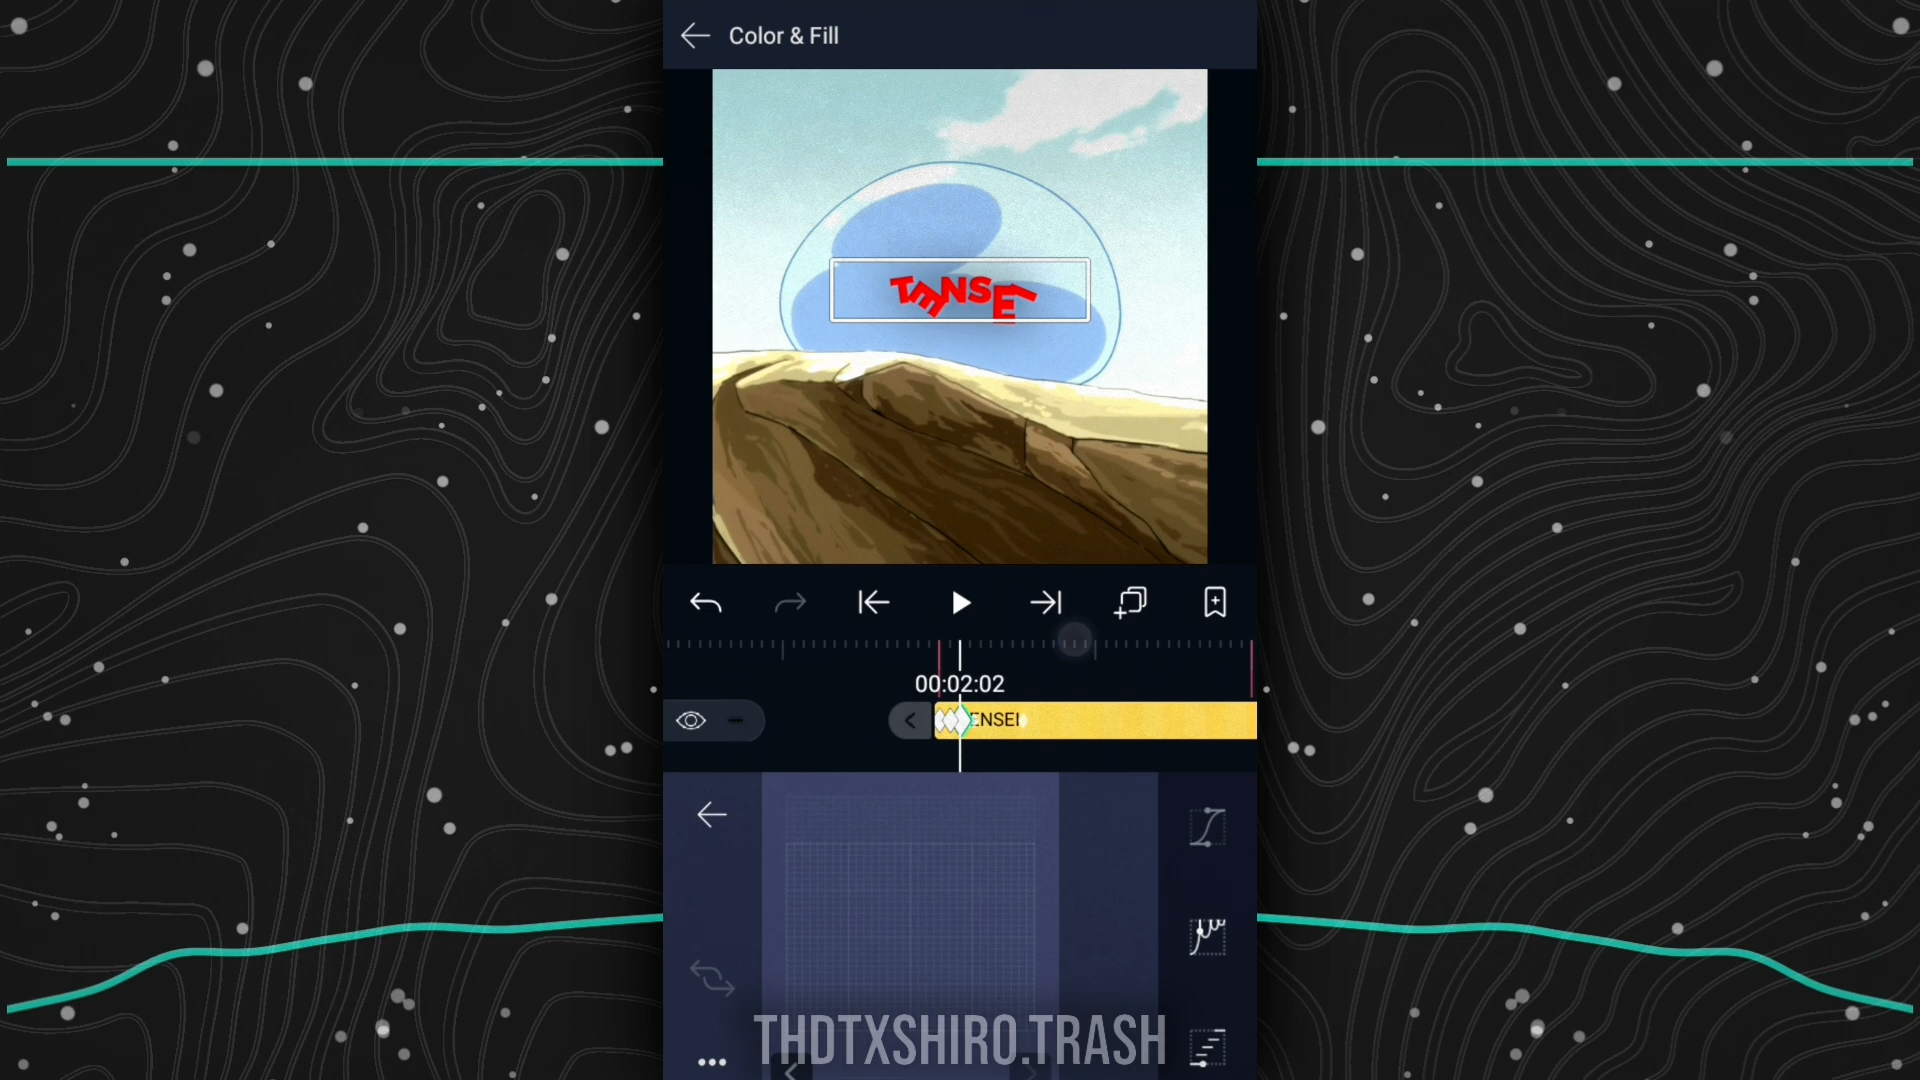 Color & Fill
TENSEI
00:02:02
ENSEI
THDTXSHIRO.TRASH